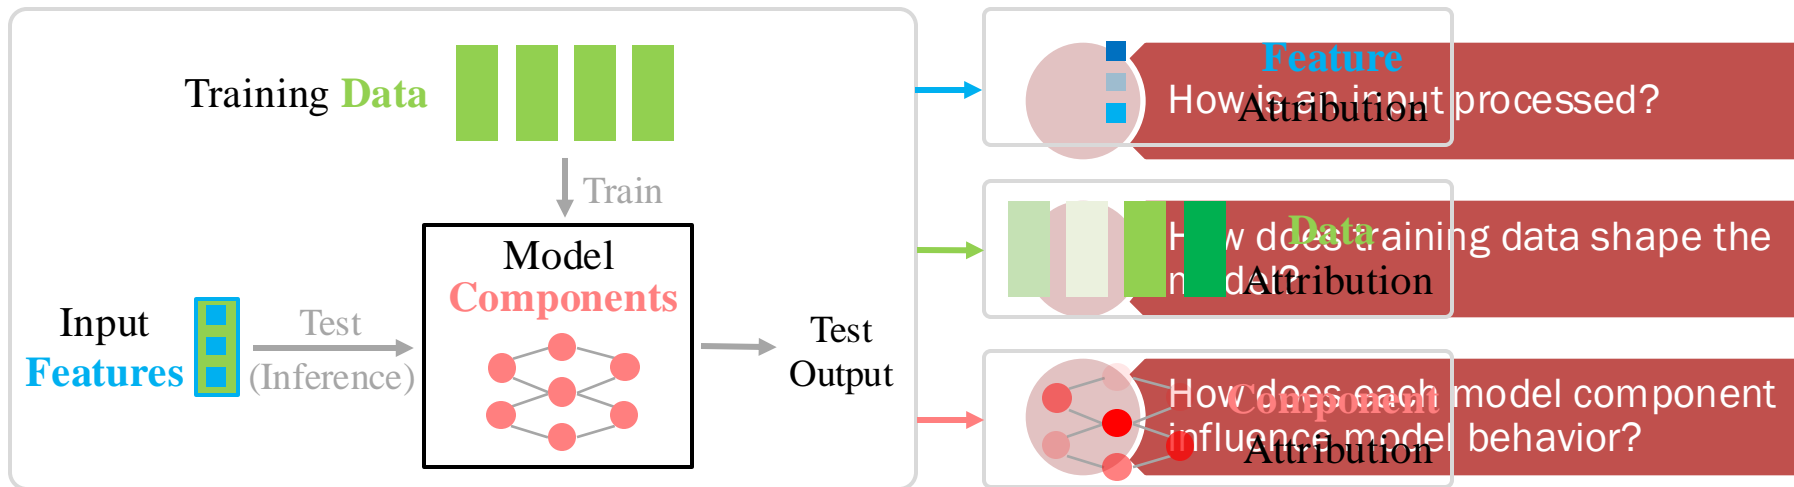 Training Data
Train
Model
Components
Input
Features
Test
(Inference)
Test
Output
Feature
Attribution
How is an input processed?
Data
Attribution
How does training data shape the
model?
Component
Attribution
How does each model component
influence model behavior?